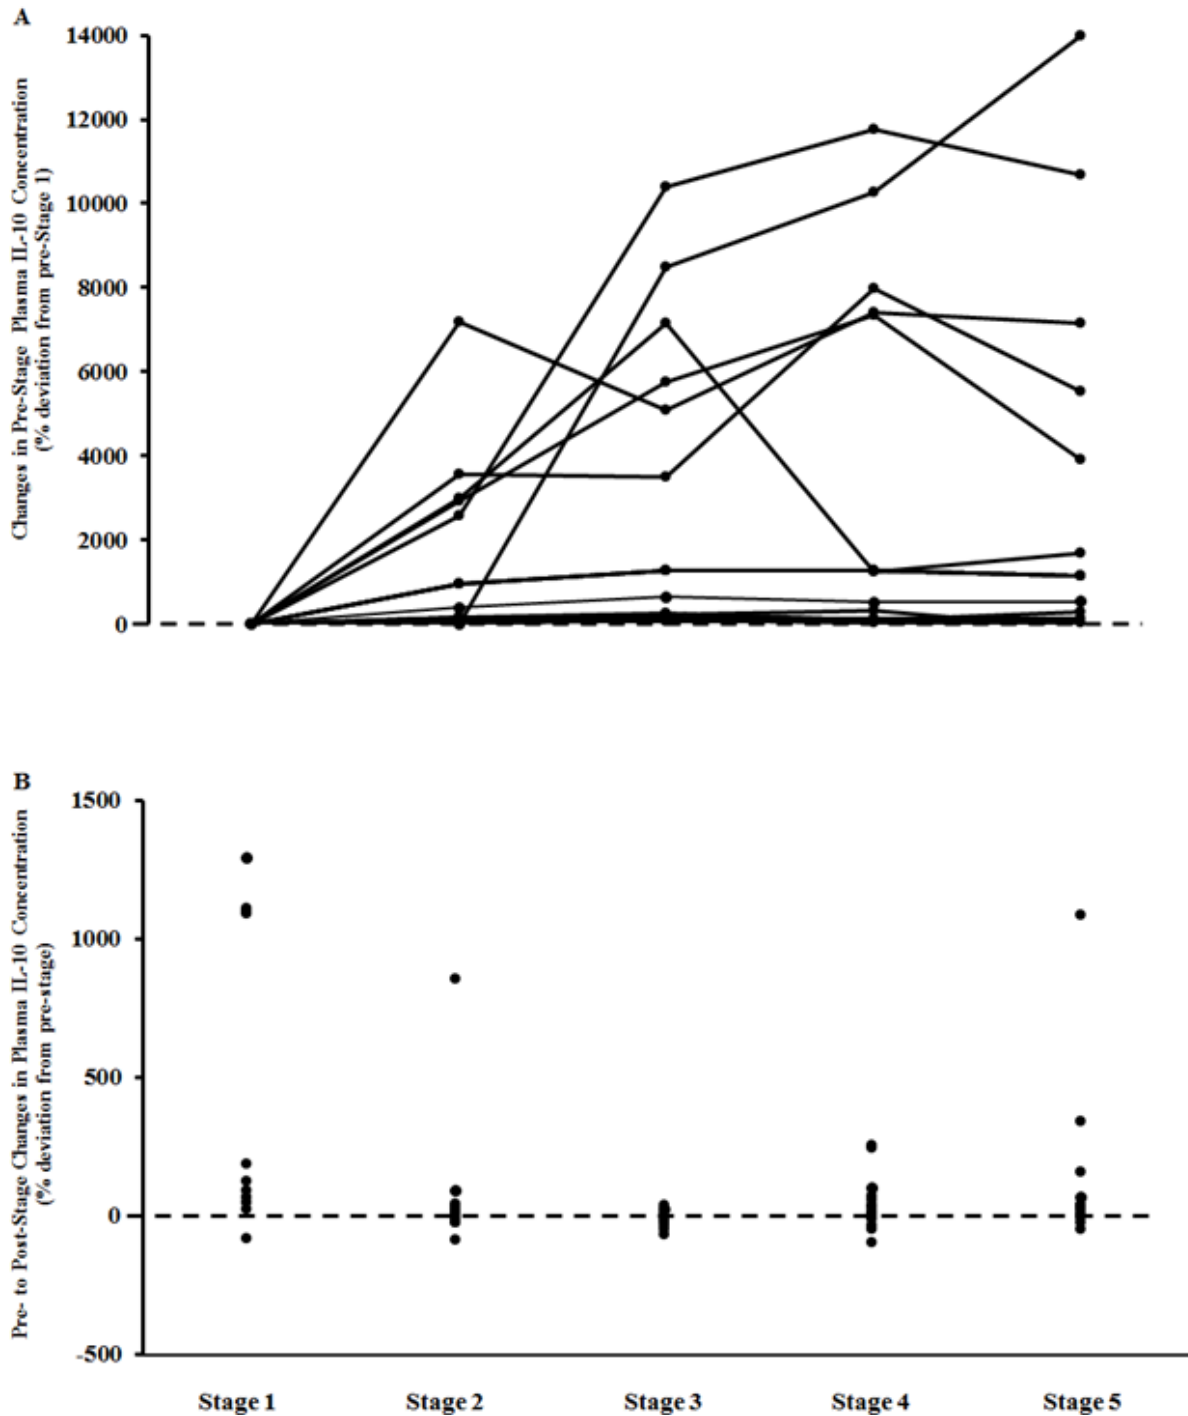 A
14000
12000
10000
8000
6000
4000
2000
0
Changes in Pre-Stage Plasma IL-10 Concentration
(% deviation from pre-Stage 1)
B
1500
1000
500
0
-500
Pre- to Post-Stage Changes in Plasma IL-10 Concentration
(% deviation from pre-stage)
Stage 1 Stage 2 Stage 3 Stage 4 Stage 5